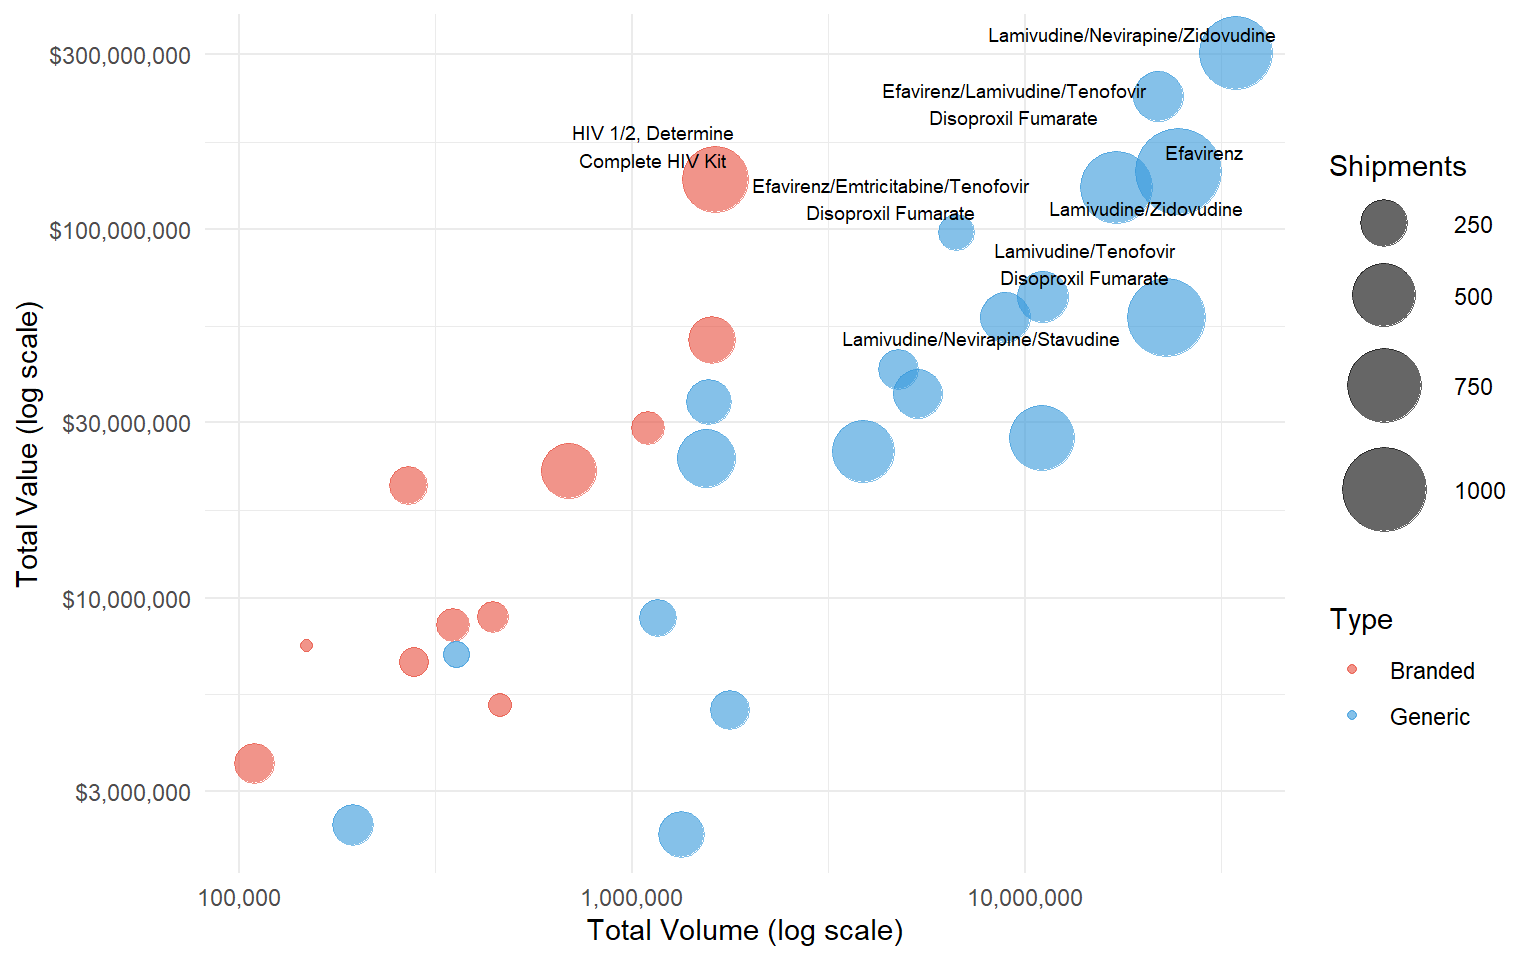 Lamivudine/Nevirapine/Zidovudine
Efavirenz/Lamivudine/Tenofovir
Disoproxil Fumarate
HIV 1/2, Determine
Complete HIV Kit
Efavirenz
Efavirenz/Emtricitabine/Tenofovir
Disoproxil Fumarate
Lamivudine/Zidovudine
Lamivudine/Tenofovir
Disoproxil Fumarate
Lamivudine/Nevirapine/Stavudine
$300,000,000
$100,000,000
$30,000,000
$10,000,000
$3,000,000
Total Value (log scale)
100,000
1,000,000
10,000,000
Total Volume (log scale)
Shipments
250
500
750
1000
Type
Branded
Generic